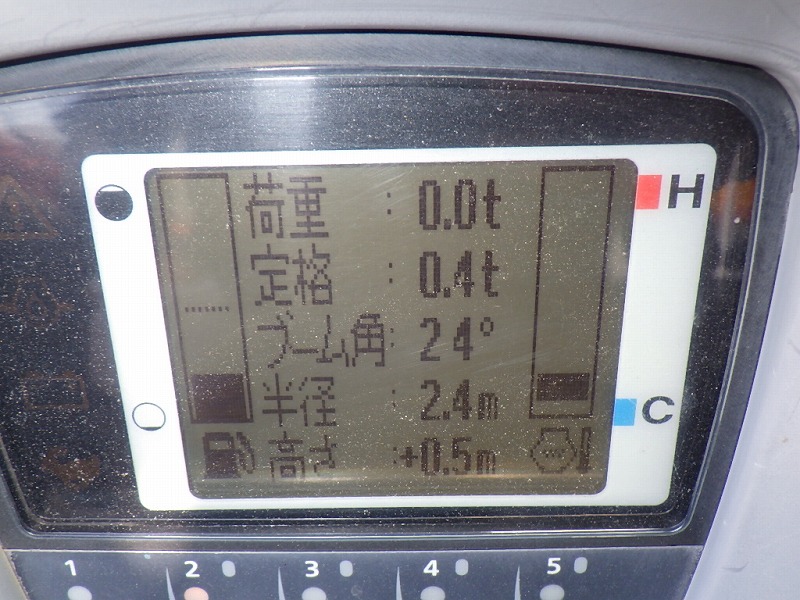 荷重 : 0.0t
定格 : 0.4t
ブーム角: 24°
半径 : 2.4m
高さ :+0.5m
H
C
1 2 3 4 5